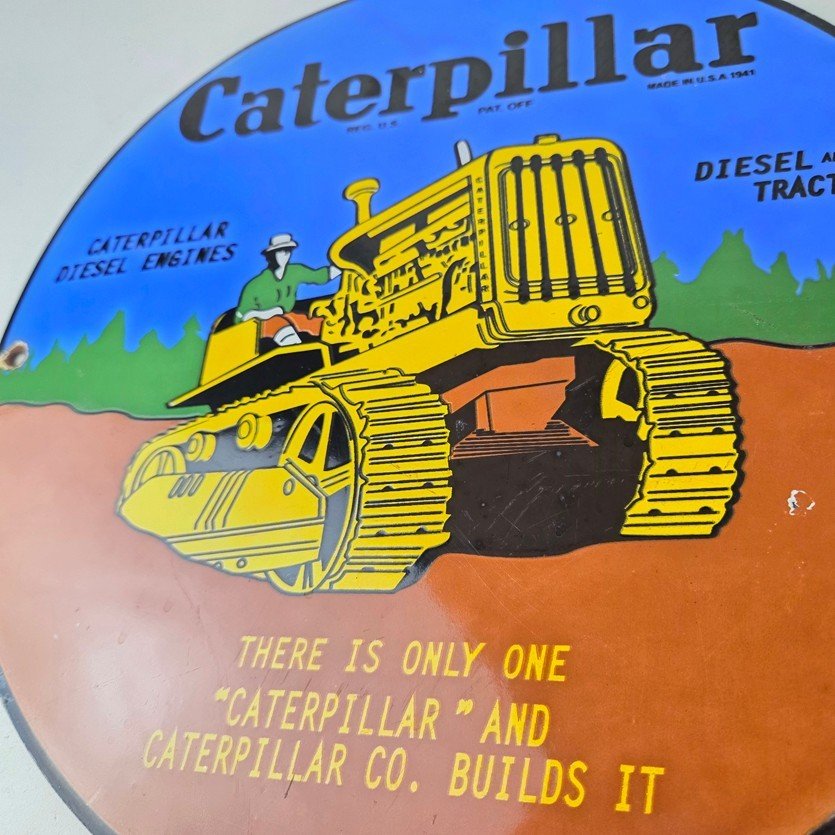 Caterpillar
REG. U.S. PAT. OFF. MADE IN U.S.A 1941
DIESEL
CATERPILLAR
DIESEL ENGINES
CATERPILLAR
THERE IS ONLY ONE
"CATERPILLAR" AND
CATERPILLAR CO. BUILDS IT